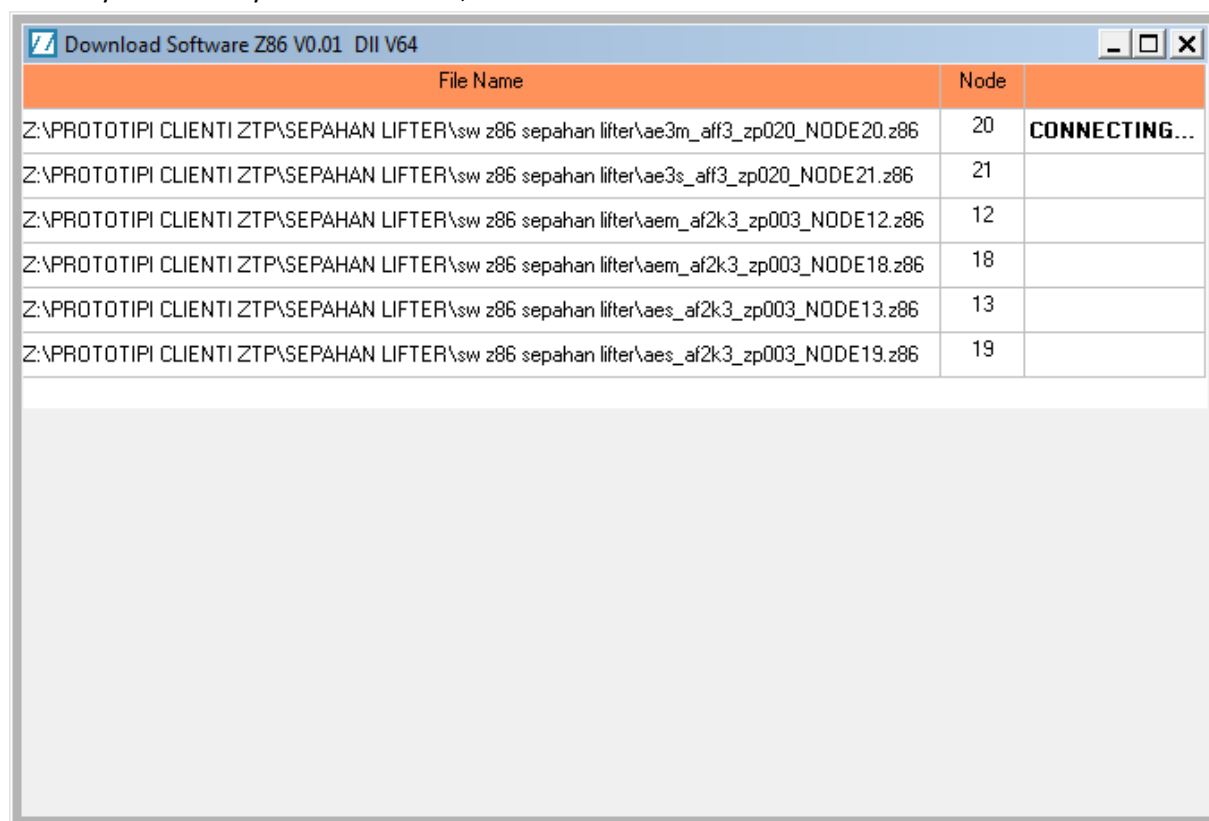 Download Software Z86 V0.01 Dll V64
File Name Node
Z:\PROTOTIPI CLIENTI ZTP\SEPAHAN LIFTER\sw z86 sepahan lifter\ae3m_aff3_zp020_NODE20.z86 20 CONNECTING...
Z:\PROTOTIPI CLIENTI ZTP\SEPAHAN LIFTER\sw z86 sepahan lifter\ae3s_aff3_zp020_NODE21.z86 21
Z:\PROTOTIPI CLIENTI ZTP\SEPAHAN LIFTER\sw z86 sepahan lifter\aem_af2k3_zp003_NODE12.z86 12
Z:\PROTOTIPI CLIENTI ZTP\SEPAHAN LIFTER\sw z86 sepahan lifter\aem_af2k3_zp003_NODE18.z86 18
Z:\PROTOTIPI CLIENTI ZTP\SEPAHAN LIFTER\sw z86 sepahan lifter\aes_af2k3_zp003_NODE13.z86 13
Z:\PROTOTIPI CLIENTI ZTP\SEPAHAN LIFTER\sw z86 sepahan lifter\aes_af2k3_zp003_NODE19.z86 19